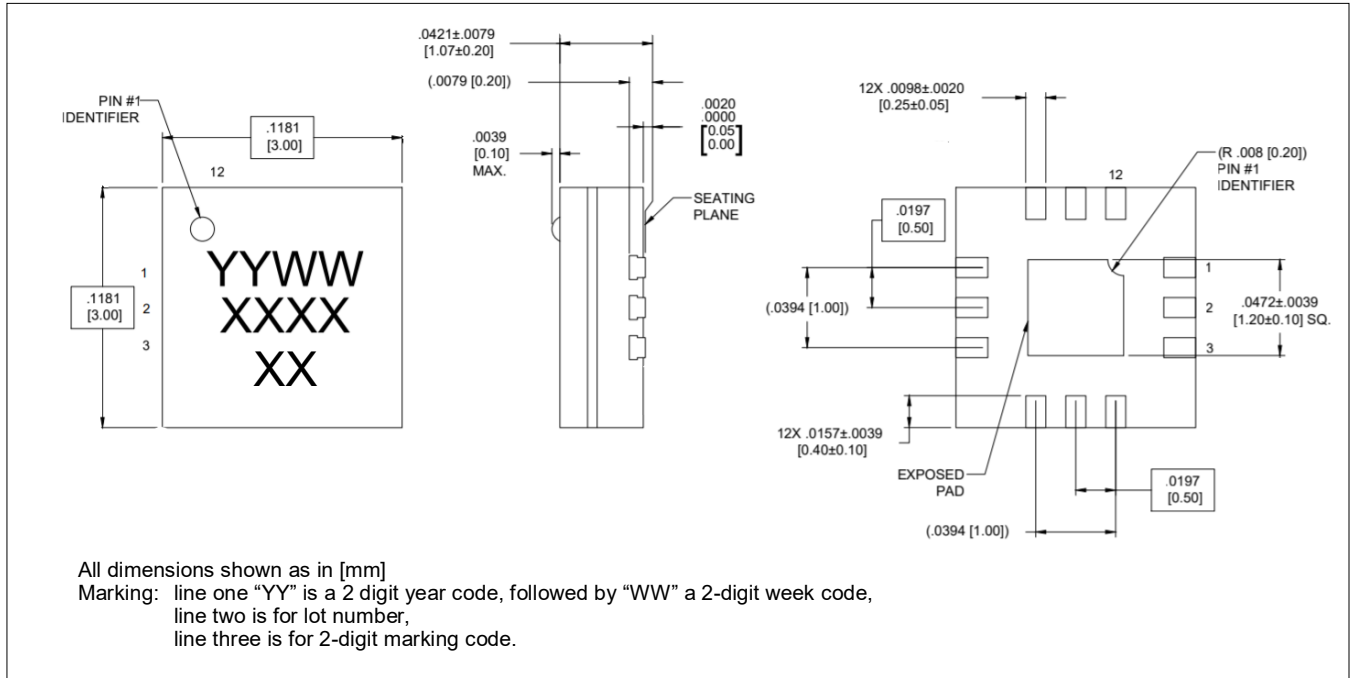 PIN #1
IDENTIFIER
.1181
[3.00]
12
.1181
[3.00]
1
2
3
YYWW
XXXX
XX
.0421±.0079
[1.07±0.20]
(.0079 [0.20])
.0039
[0.10]
MAX.
.0020
.0000
[0.05
0.00]
SEATING
PLANE
12X .0098±.0020
[0.25±0.05]
(R .008 [0.20])
PIN #1
IDENTIFIER
12
.0197
[0.50]
(.0394 [1.00])
1
2
3
.0472±.0039
[1.20±0.10] SQ.
12X .0157±.0039
[0.40±0.10]
EXPOSED
PAD
.0197
[0.50]
(.0394 [1.00])
All dimensions shown as in [mm]
Marking: line one “YY” is a 2 digit year code, followed by “WW” a 2-digit week code,
line two is for lot number,
line three is for 2-digit marking code.